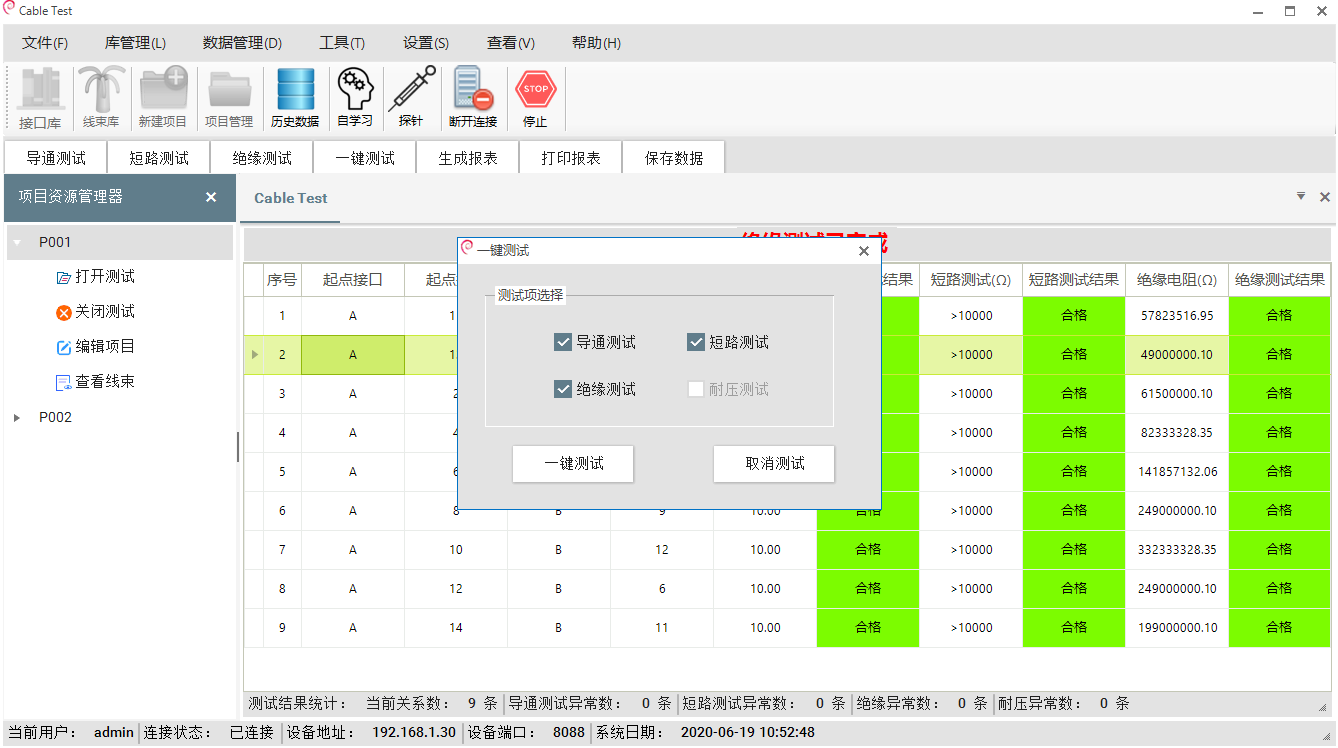 Cable Test
文件(F) 库管理(L) 数据管理(D) 工具(T) 设置(S) 查看(V) 帮助(H)
接口库 线束库 新建项目 项目管理 历史数据 自学习 探针 断开连接 STOP 停止
导通测试 短路测试 绝缘测试 一键测试 生成报表 打印报表 保存数据
项目资源管理器
P001
打开测试
关闭测试
编辑项目
查看线束
P002
Cable Test
绝缘测试已完成
序号 起点接口 起点 结果 短路测试(Ω) 短路测试结果 绝缘电阻(Ω) 绝缘测试结果
1 A >10000 合格 57823516.95 合格
2 A >10000 合格 49000000.10 合格
3 A >10000 合格 61500000.10 合格
4 A >10000 合格 82333328.35 合格
5 A >10000 合格 141857132.06 合格
6 A 8 B 9 10.00 合格 >10000 合格 249000000.10 合格
7 A 10 B 12 10.00 合格 >10000 合格 332333328.35 合格
8 A 12 B 6 10.00 合格 >10000 合格 249000000.10 合格
9 A 14 B 11 10.00 合格 >10000 合格 199000000.10 合格
一键测试
测试项选择
导通测试 短路测试
绝缘测试 耐压测试
一键测试 取消测试
测试结果统计： 当前关系数： 9 条 导通测试异常数： 0 条 短路测试异常数： 0 条 绝缘异常数： 0 条 耐压异常数： 0 条
当前用户： admin 连接状态： 已连接 设备地址： 192.168.1.30 设备端口： 8088 系统日期： 2020-06-19 10:52:48